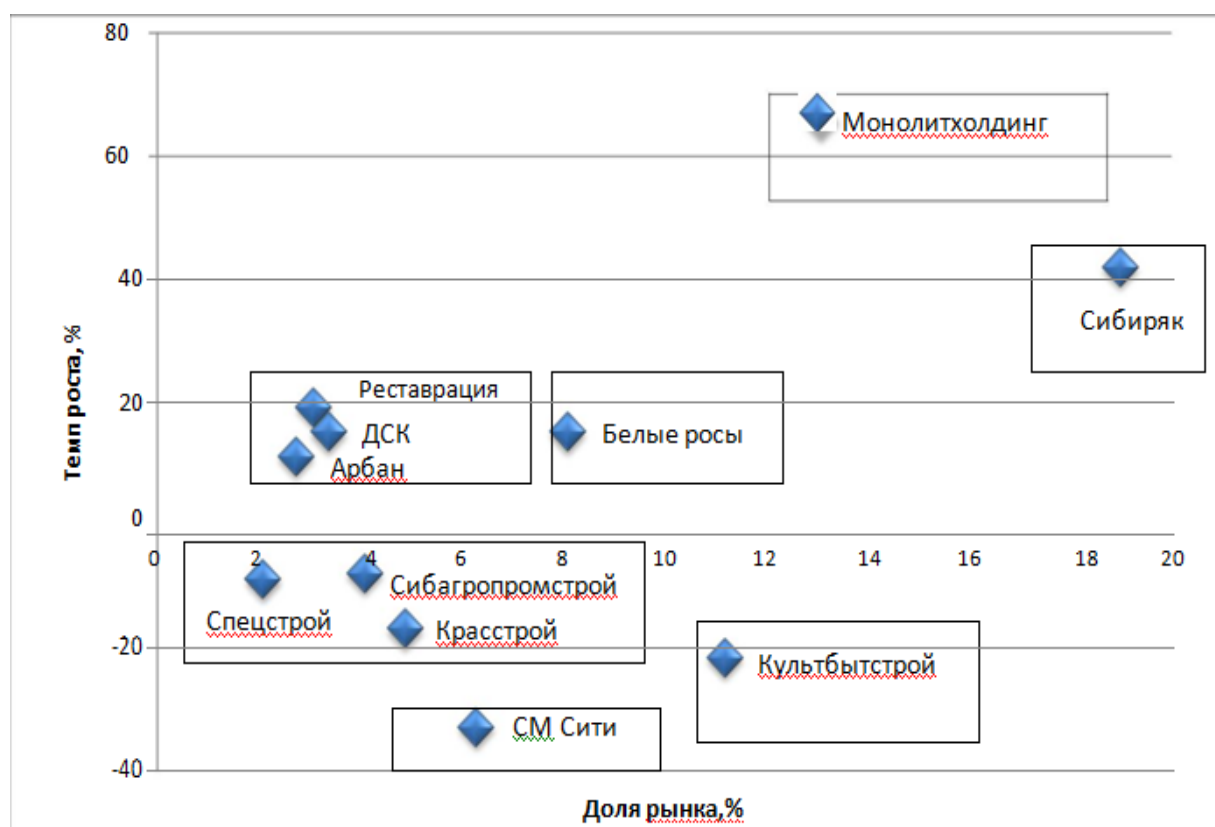 80
Монолитхолдинг
60
40
Сибиряк
Темп роста, %
Реставрация
20
ДСК
Белые росы
Арбан
0
0 2 4 6 8 10 12 14 16 18 20
Сибагропромстрой
Спецстрой
Красстрой
-20
Культбытстрой
СМ Сити
-40
Доля рынка,%